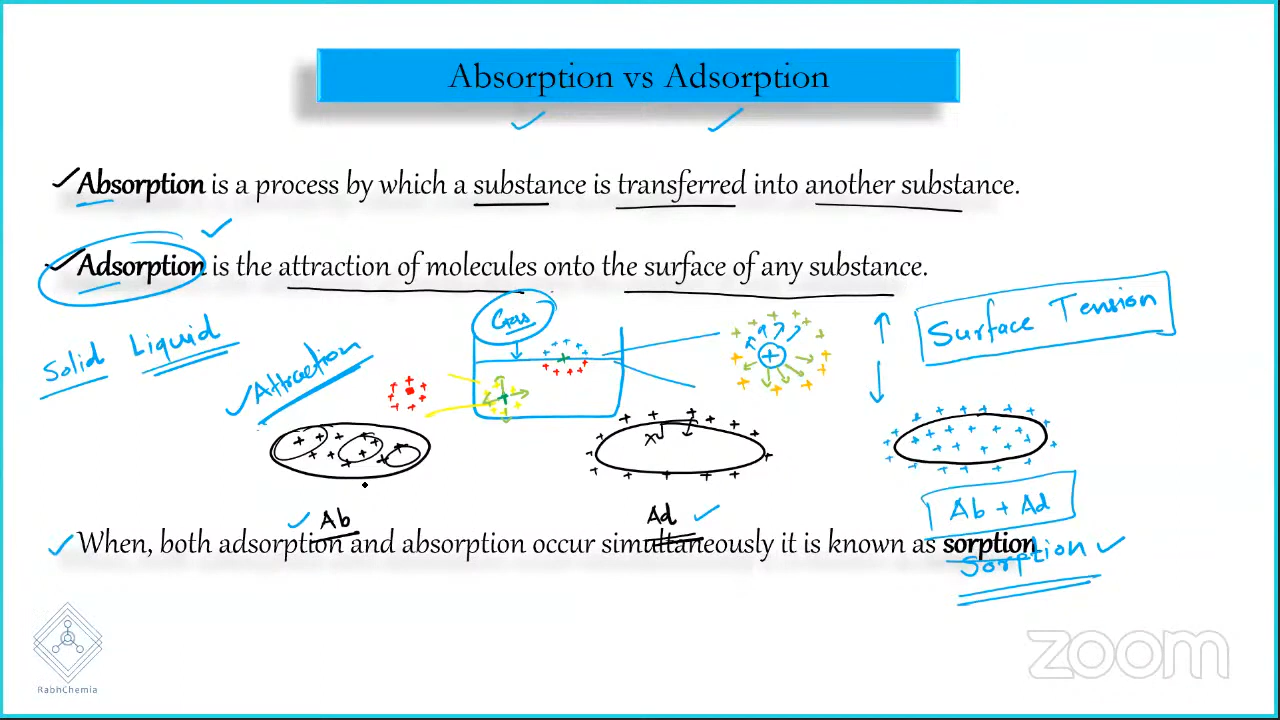 Absorption vs Adsorption
Absorption is a process by which a substance is transferred into another substance.
Adsorption is the attraction of molecules onto the surface of any substance.
Solid Liquid
Attraction
Gas
Surface Tension
Ab
Ad
Ab + Ad
When, both adsorption and absorption occur simultaneously it is known as sorption
Sorption
RabhChemia
zoom